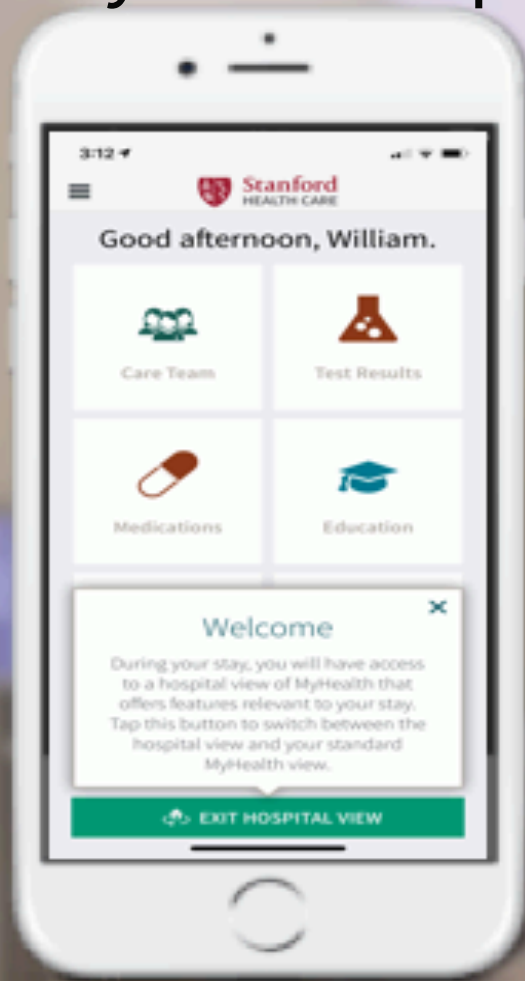 3:12
Stanford
HEALTH CARE
Good afternoon, William.
Care Team
Test Results
Medications
Education
Welcome
During your stay, you will have access
to a hospital view of MyHealth that
offers features relevant to your stay.
Tap this button to switch between the
hospital view and your standard
MyHealth view.
EXIT HOSPITAL VIEW